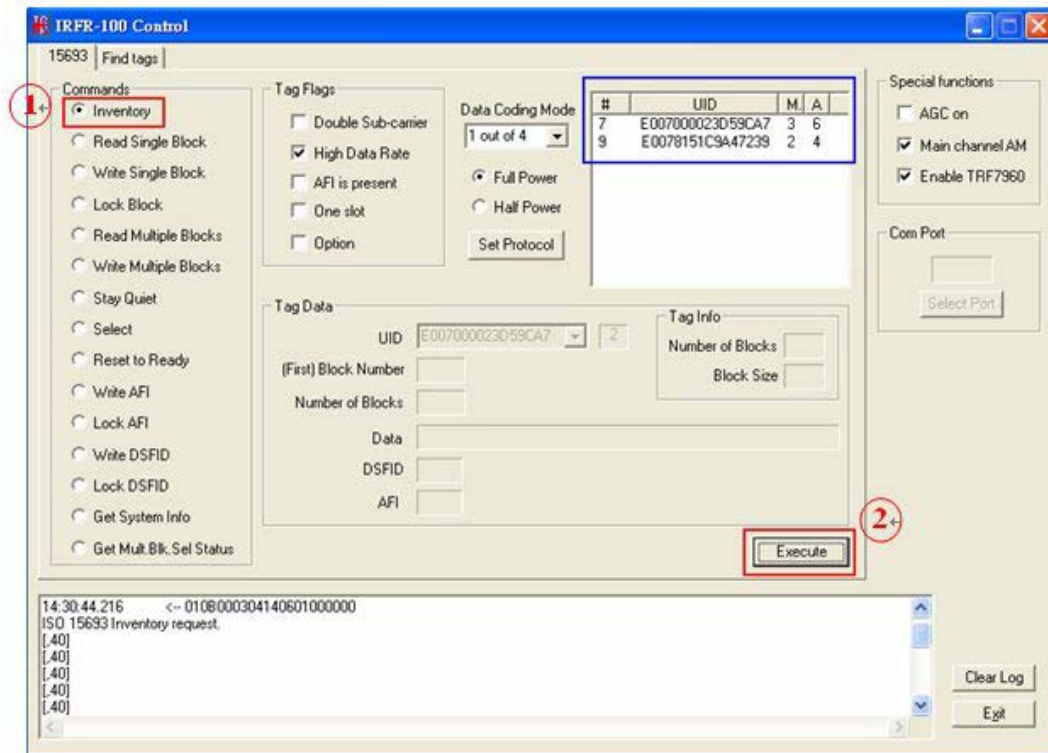 IRFR-100 Control
15693 Find tags
Commands
1
Inventory
Read Single Block
Write Single Block
Lock Block
Read Multiple Blocks
Write Multiple Blocks
Stay Quiet
Select
Reset to Ready
Write AFI
Lock AFI
Write DSFID
Lock DSFID
Get System Info
Get Mult.Blk.Sel Status
Tag Flags
Double Sub-carrier
High Data Rate
AFI is present
One slot
Option
Data Coding Mode
1 out of 4
Full Power
Half Power
Set Protocol
# UID M. A
7 E007000023D59CA7 3 6
9 E0078151C9A47239 2 4
Special functions
AGC on
Main channel AM
Enable TRF7960
Com Port
Select Port
Tag Data
UID E007000023D59CA7 2
(First) Block Number
Number of Blocks
Data
DSFID
AFI
Tag Info
Number of Blocks
Block Size
2
Execute
14:30:44.216 <-- 010B000304140601000000
ISO 15693 Inventory request.
[,40]
[,40]
[,40]
[,40]
[,40]
Clear Log
Exit